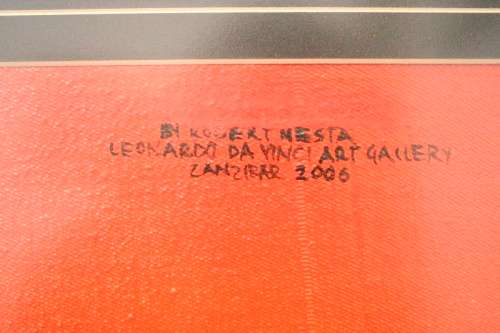 BY ROBERT NESTA
LEONARDO DA VINCI ART GALLERY
ZANZIBAR 2006